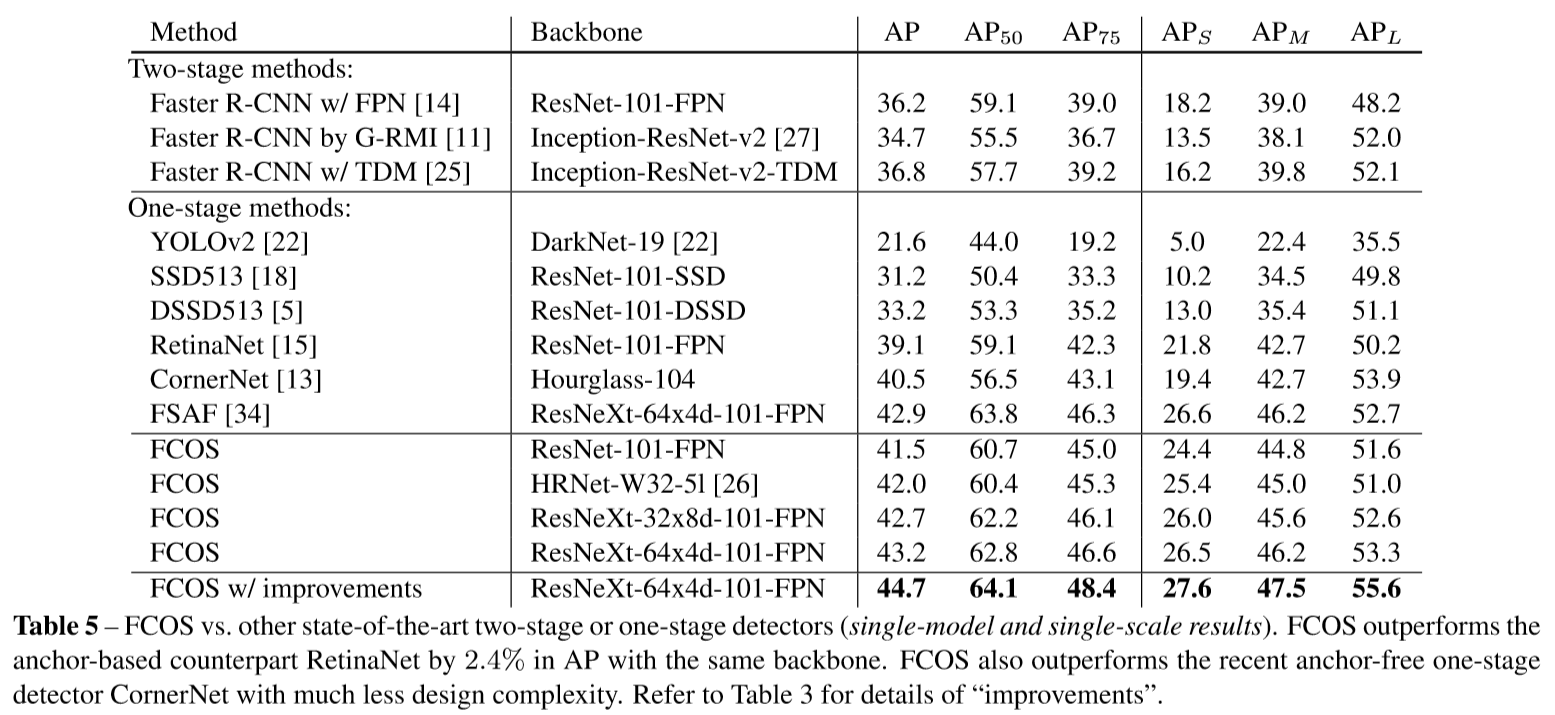 Method Backbone AP AP50 AP75 APS APM APL
Two-stage methods:
Faster R-CNN w/ FPN [14] ResNet-101-FPN 36.2 59.1 39.0 18.2 39.0 48.2
Faster R-CNN by G-RMI [11] Inception-ResNet-v2 [27] 34.7 55.5 36.7 13.5 38.1 52.0
Faster R-CNN w/ TDM [25] Inception-ResNet-v2-TDM 36.8 57.7 39.2 16.2 39.8 52.1
One-stage methods:
YOLOv2 [22] DarkNet-19 [22] 21.6 44.0 19.2 5.0 22.4 35.5
SSD513 [18] ResNet-101-SSD 31.2 50.4 33.3 10.2 34.5 49.8
DSSD513 [5] ResNet-101-DSSD 33.2 53.3 35.2 13.0 35.4 51.1
RetinaNet [15] ResNet-101-FPN 39.1 59.1 42.3 21.8 42.7 50.2
CornerNet [13] Hourglass-104 40.5 56.5 43.1 19.4 42.7 53.9
FSAF [34] ResNeXt-64x4d-101-FPN 42.9 63.8 46.3 26.6 46.2 52.7
FCOS ResNet-101-FPN 41.5 60.7 45.0 24.4 44.8 51.6
FCOS HRNet-W32-5l [26] 42.0 60.4 45.3 25.4 45.0 51.0
FCOS ResNeXt-32x8d-101-FPN 42.7 62.2 46.1 26.0 45.6 52.6
FCOS ResNeXt-64x4d-101-FPN 43.2 62.8 46.6 26.5 46.2 53.3
FCOS w/ improvements ResNeXt-64x4d-101-FPN 44.7 64.1 48.4 27.6 47.5 55.6
Table 5 – FCOS vs. other state-of-the-art two-stage or one-stage detectors (single-model and single-scale results). FCOS outperforms the
anchor-based counterpart RetinaNet by 2.4% in AP with the same backbone. FCOS also outperforms the recent anchor-free one-stage
detector CornerNet with much less design complexity. Refer to Table 3 for details of “improvements”.